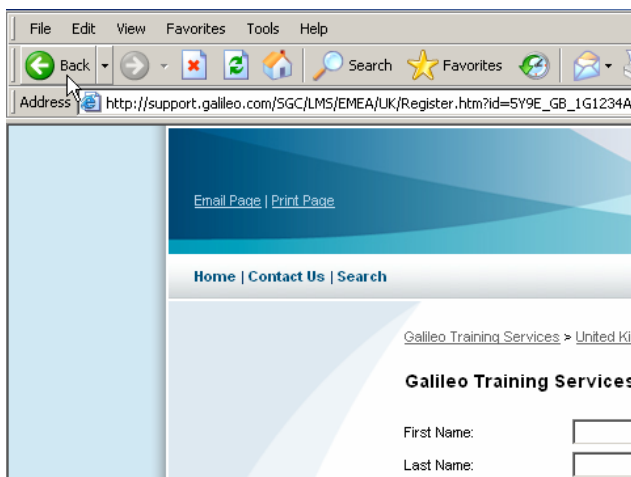 File Edit View Favorites Tools Help
Back Search Favorites
Address http://support.galileo.com/SGC/LMS/EMEA/UK/Register.htm?id=5Y9E_GB_1G1234A
Email Page | Print Page
Home | Contact Us | Search
Galileo Training Services > United Ki
Galileo Training Services
First Name:
Last Name: